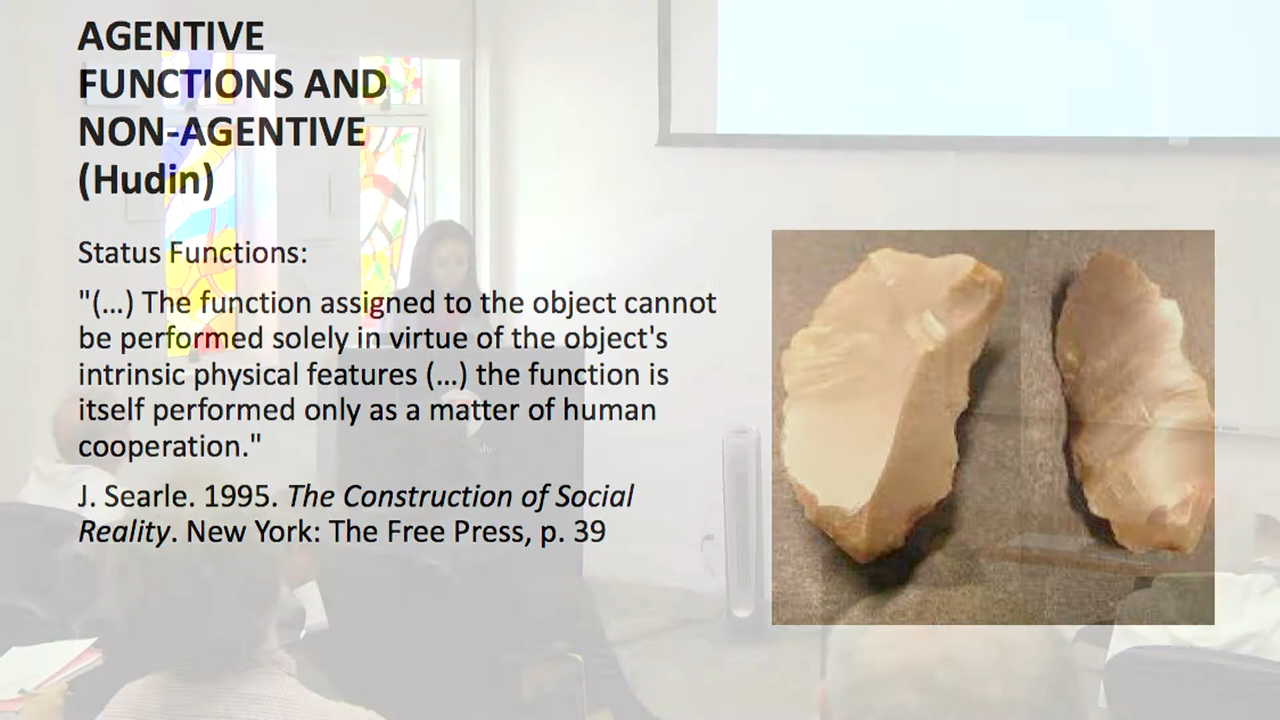 AGENTIVE
FUNCTIONS AND
NON-AGENTIVE
(Hudin)
Status Functions:
"(...) The function assigned to the object cannot
be performed solely in virtue of the object's
intrinsic physical features (...) the function is
itself performed only as a matter of human
cooperation."
J. Searle. 1995. The Construction of Social
Reality. New York: The Free Press, p. 39